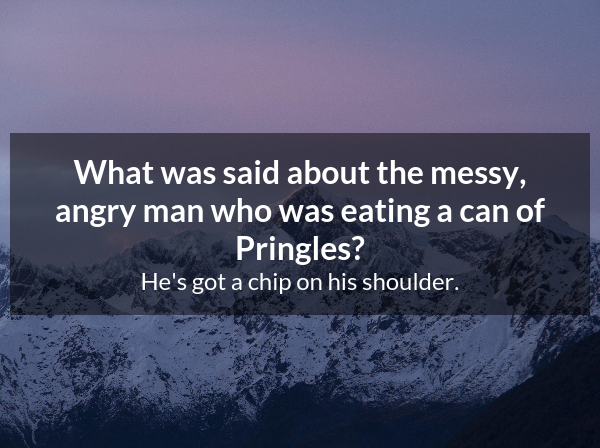 What was said about the messy,
angry man who was eating a can of
Pringles?
He's got a chip on his shoulder.